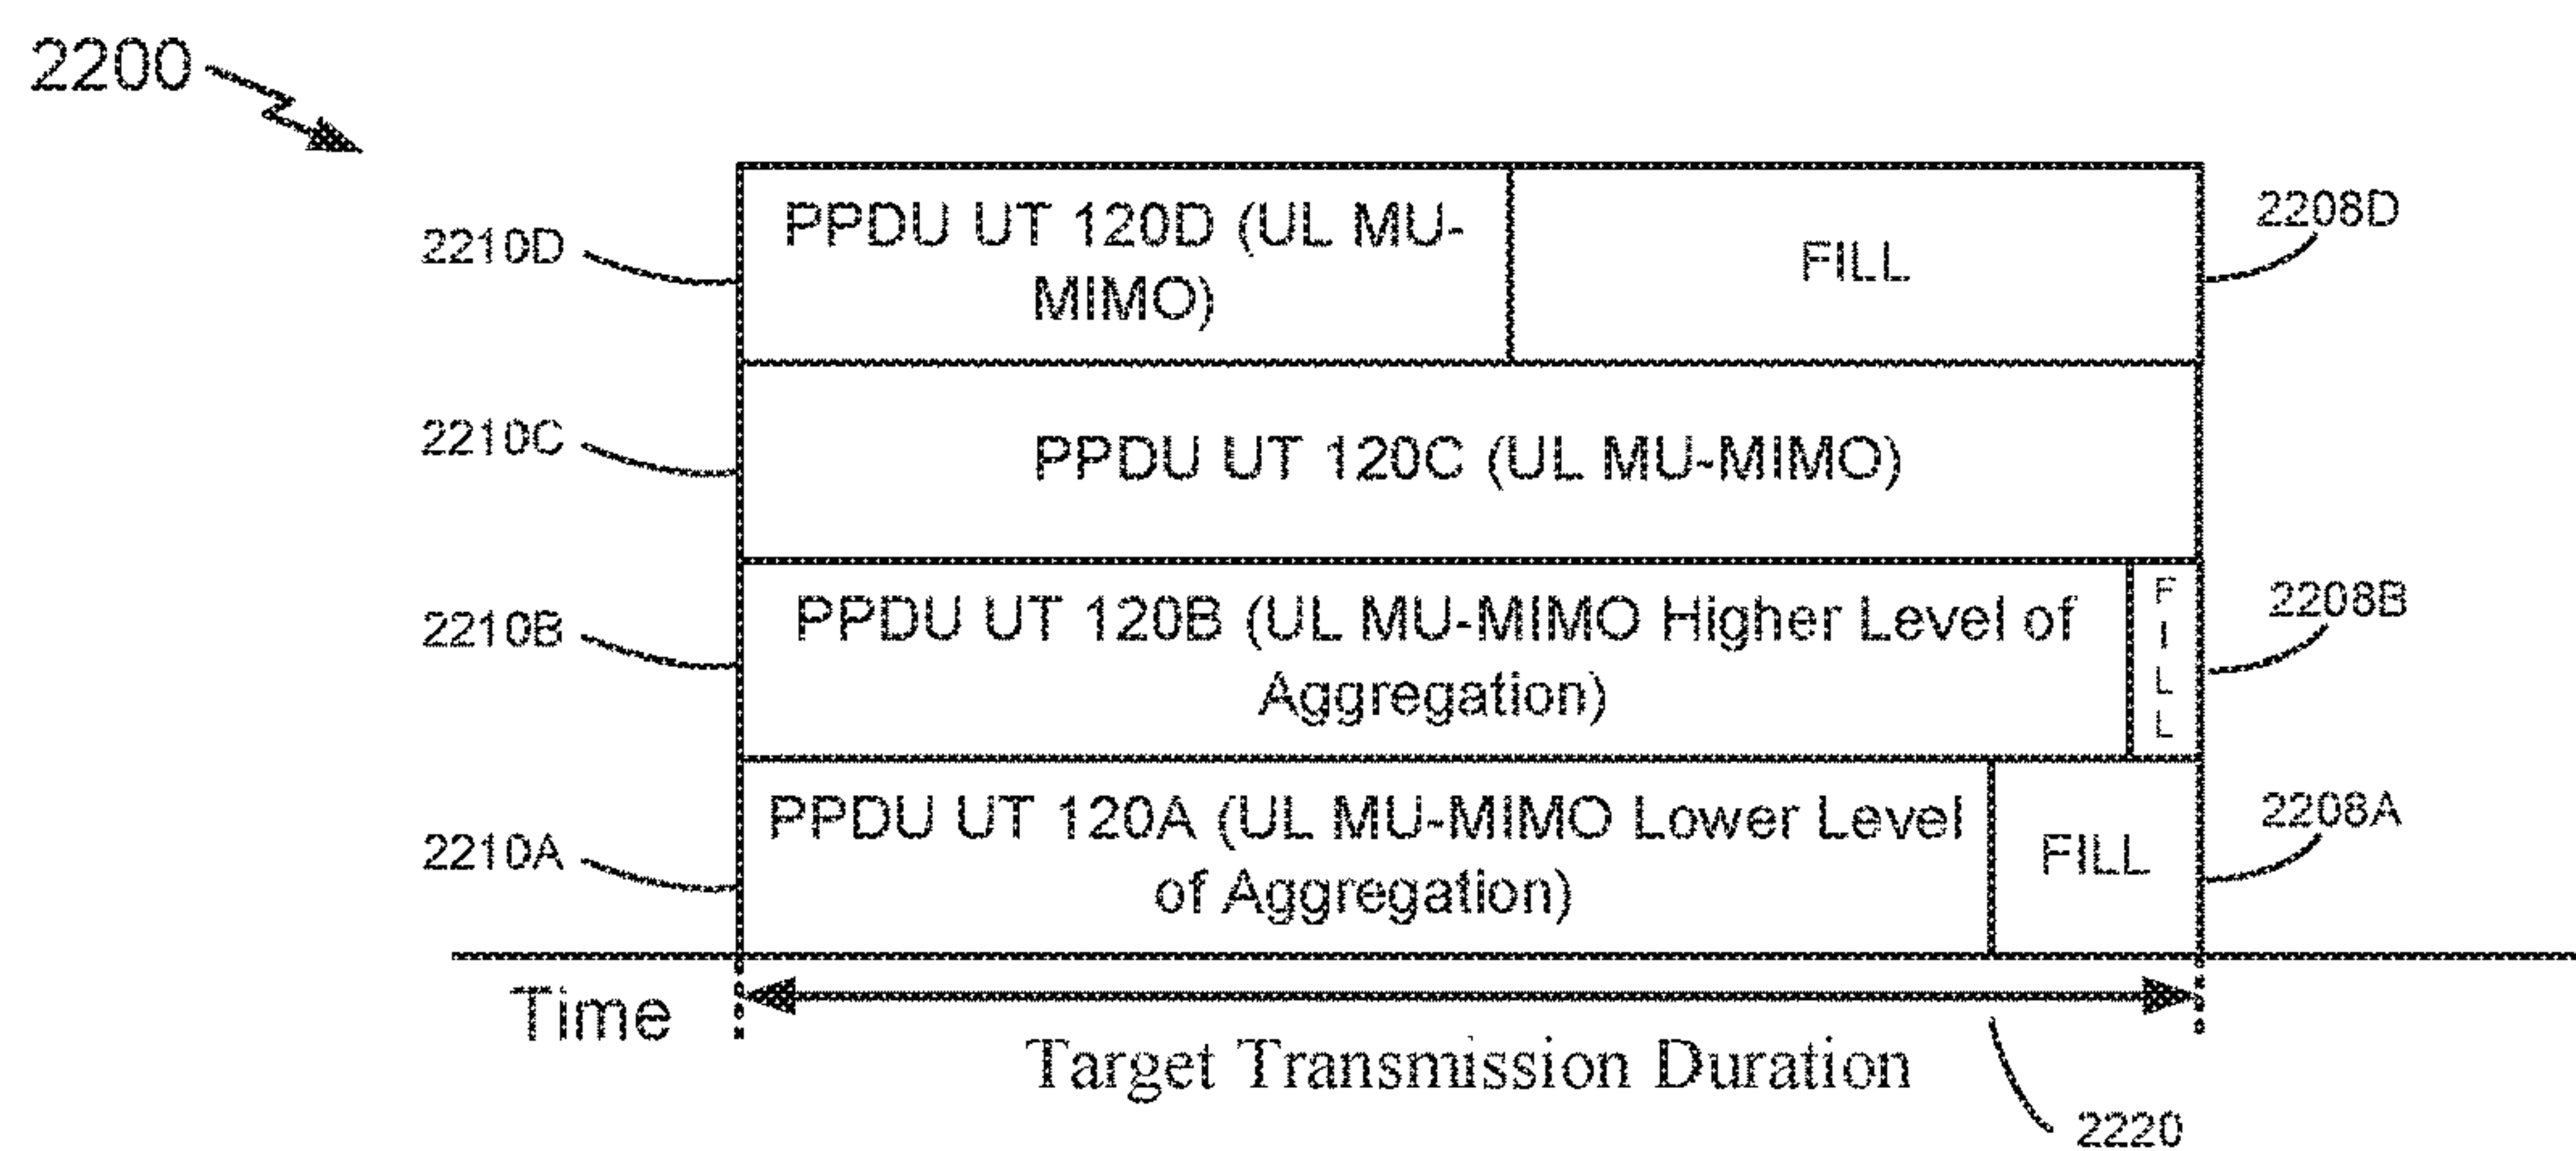 2200
2210D
PPDU UT 120D (UL MU-
MIMO)
FILL
2208D
2210C
PPDU UT 120C (UL MU-MIMO)
2210B
PPDU UT 120B (UL MU-MIMO Higher Level of
Aggregation)
FILL
2208B
2210A
PPDU UT 120A (UL MU-MIMO Lower Level
of Aggregation)
FILL
2208A
Time
Target Transmission Duration
2220